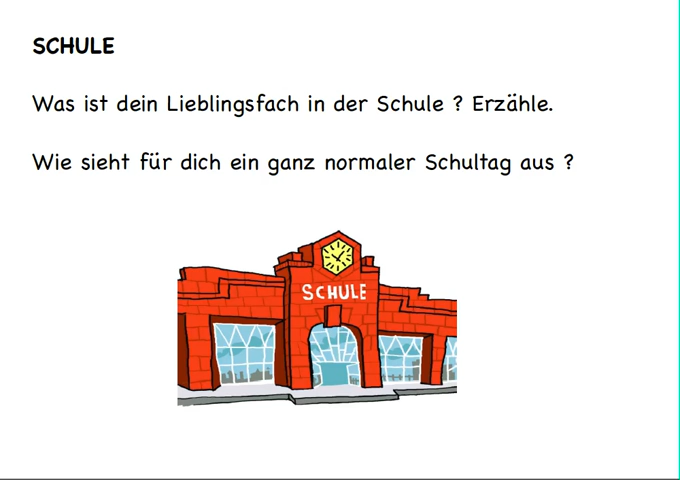 SCHULE
Was ist dein Lieblingsfach in der Schule ? Erzähle.
Wie sieht für dich ein ganz normaler Schultag aus ?
SCHULE